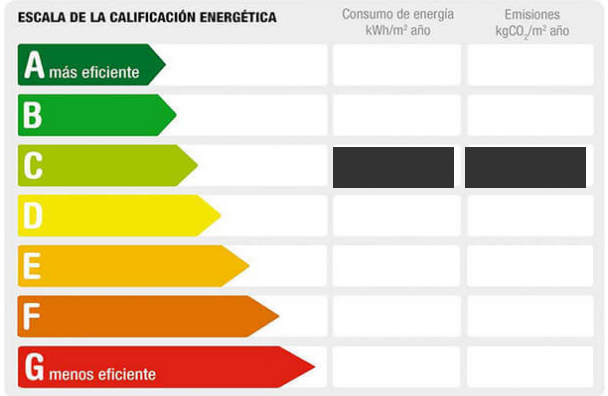 ESCALA DE LA CALIFICACIÓN ENERGÉTICA
Consumo de energía
kWh/m² año
Emisiones
kgCO₂/m² año
A más eficiente
B
C
D
E
F
G menos eficiente